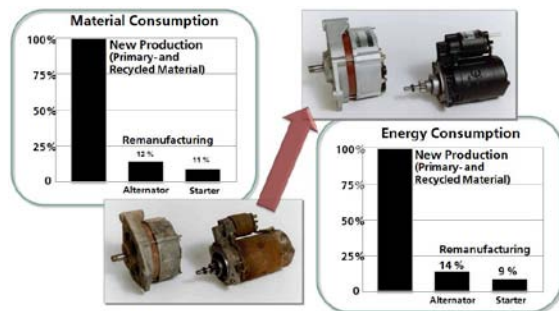 Material Consumption
100%
New Production
(Primary- and
Recycled Material)
75%
50%
Remanufacturing
25%
12 %
11 %
0%
Alternator
Starter
Energy Consumption
100%
New Production
(Primary- and
Recycled Material)
75%
50%
Remanufacturing
25%
14 %
9 %
0%
Alternator
Starter